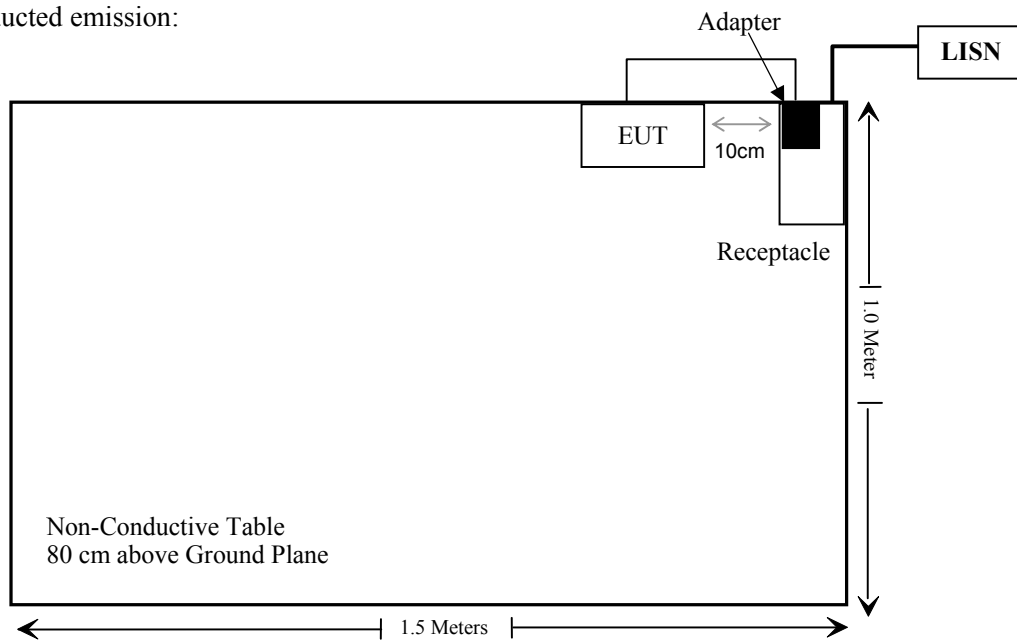 ucted emission:
Adapter
LISN
EUT
10cm
Receptacle
1.0 Meter
Non-Conductive Table
80 cm above Ground Plane
1.5 Meters